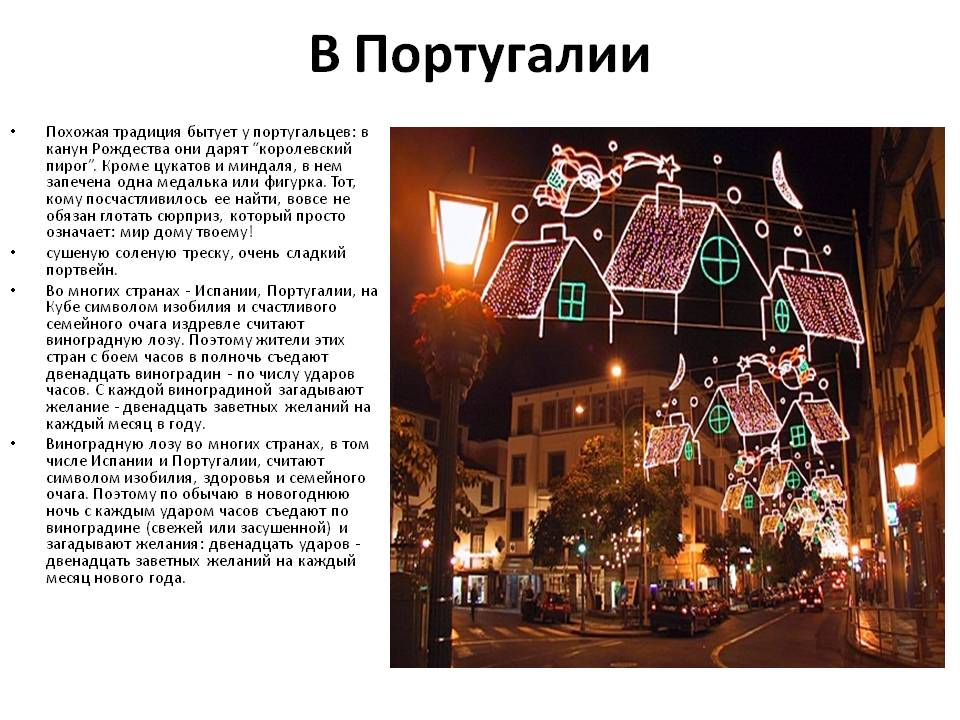 В Португалии
• Похожая традиция бытует у португальцев: в
канун Рождества они дарят "королевский
пирог". Кроме цукатов и миндаля, в нем
запечена одна медалька или фигурка. Тот,
кому посчастливилось ее найти, вовсе не
обязан глотать сюрприз, который просто
означает: мир дому твоему!
• сушеную соленую треску, очень сладкий
портвейн.
• Во многих странах - Испании, Португалии, на
Кубе символом изобилия и счастливого
семейного очага издревле считают
виноградную лозу. Поэтому жители этих
стран с боем часов в полночь съедают
двенадцать виноградин - по числу ударов
часов. С каждой виноградиной загадывают
желание - двенадцать заветных желаний на
каждый месяц в году.
• Виноградную лозу во многих странах, в том
числе Испании и Португалии, считают
символом изобилия, здоровья и семейного
очага. Поэтому по обычаю в новогоднюю
ночь с каждым ударом часов съедают по
виноградине (свежей или засушенной) и
загадывают желания: двенадцать ударов -
двенадцать заветных желаний на каждый
месяц нового года.